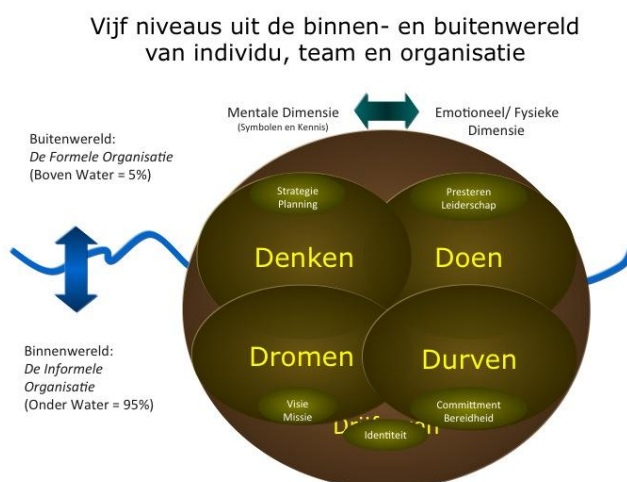 Vijf niveaus uit de binnen- en buitenwereld
van individu, team en organisatie
Mentale Dimensie
(Symbolen en Kennis)
Emotioneel/ Fysieke
Dimensie
Buitenwereld:
De Formele Organisatie
(Boven Water = 5%)
Strategie
Planning
Presteren
Leiderschap
Denken
Doen
Binnenwereld:
De Informele
Organisatie
(Onder Water = 95%)
Dromen
Durven
Visie
Missie
Committment
Bereidheid
Identiteit